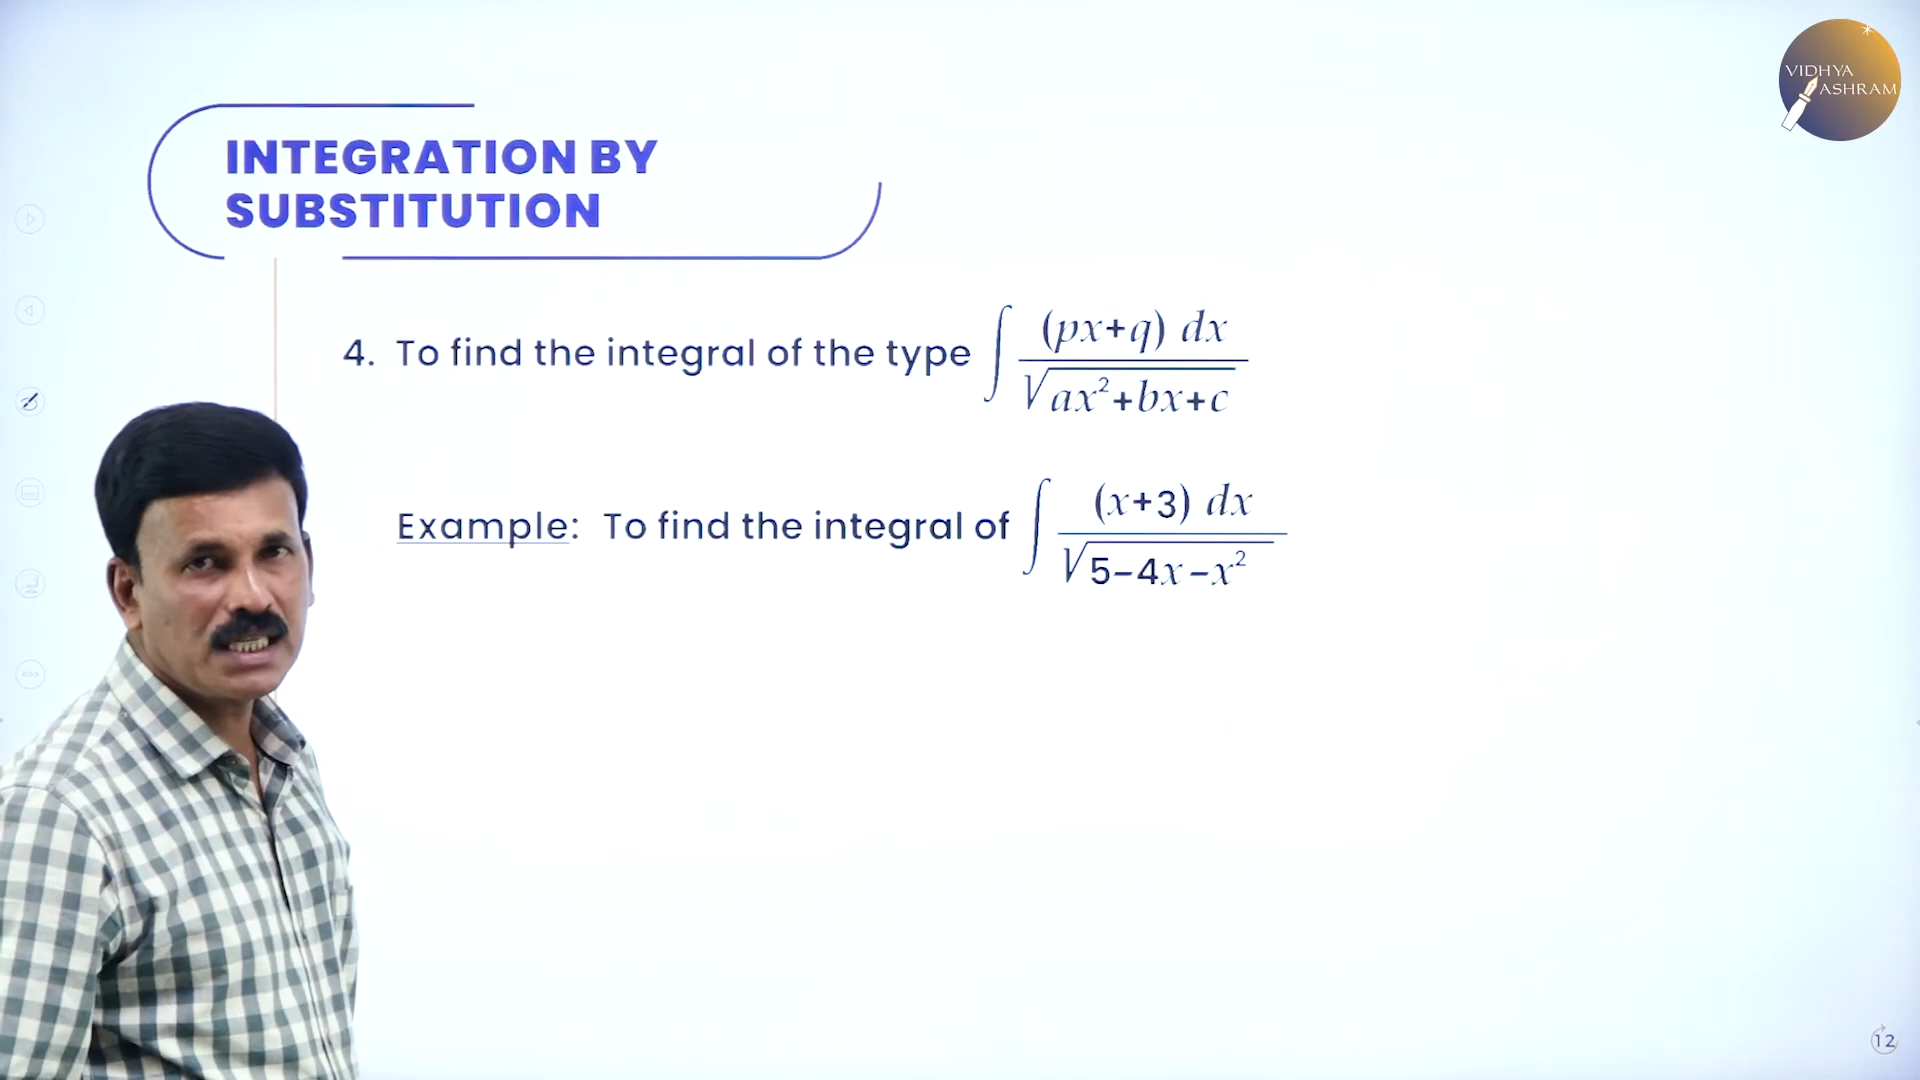 VIDHYA
ASHRAM
INTEGRATION BY
SUBSTITUTION
4. To find the integral of the type ∫ (px+q) dx / √ax²+bx+c
Example: To find the integral of ∫ (x+3) dx / √5−4x−x²
12